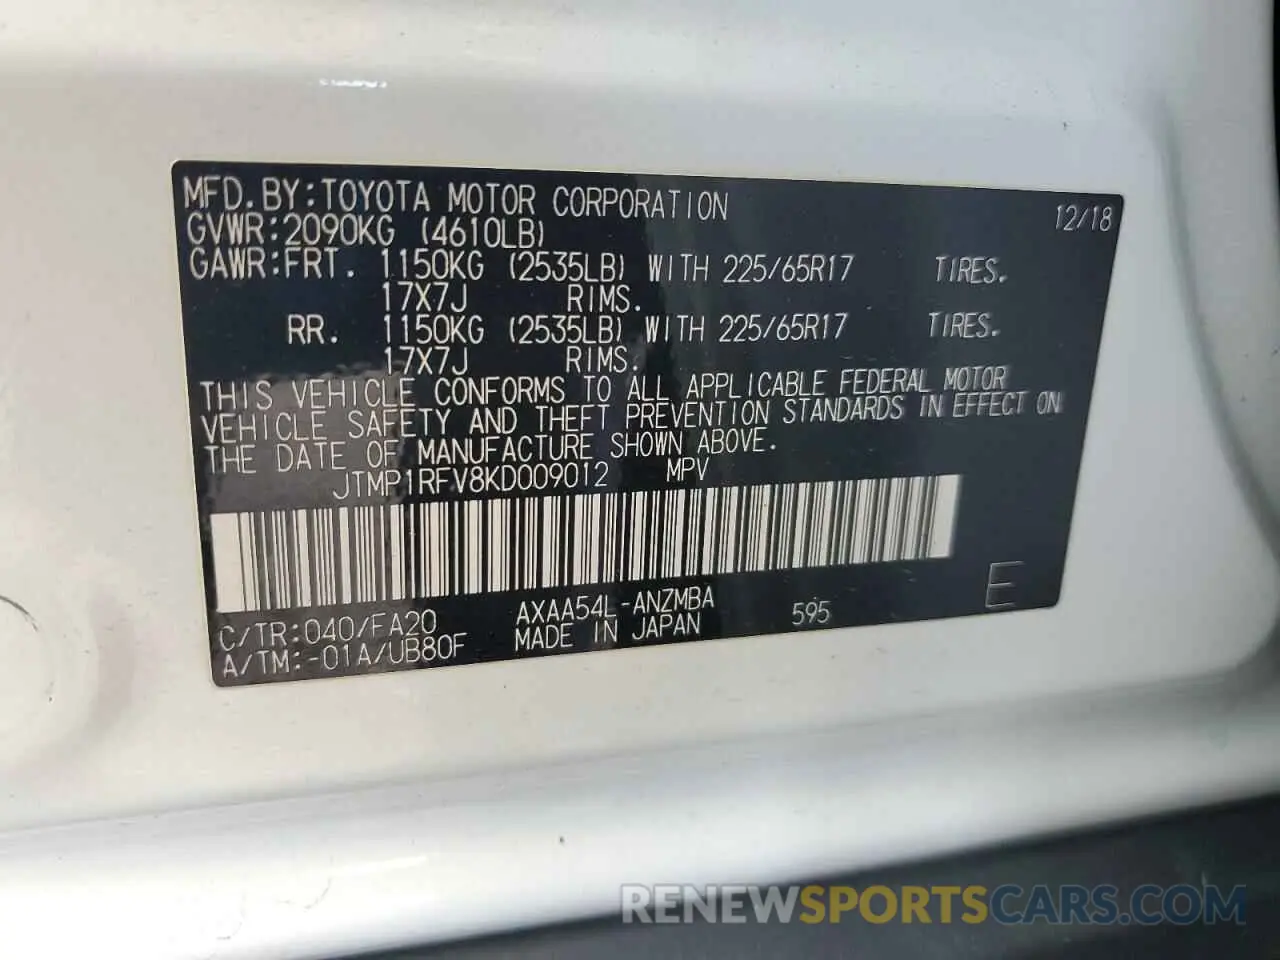 MFD.BY:TOYOTA MOTOR CORPORATION 12/18
GVWR:2090KG (4610LB)
GAWR:FRT. 1150KG (2535LB) WITH 225/65R17 TIRES.
17X7J RIMS.
RR. 1150KG (2535LB) WITH 225/65R17 TIRES.
17X7J RIMS.
THIS VEHICLE CONFORMS TO ALL APPLICABLE FEDERAL MOTOR
VEHICLE SAFETY AND THEFT PREVENTION STANDARDS IN EFFECT ON
THE DATE OF MANUFACTURE SHOWN ABOVE.
JTMP1RFV8KD009012 MPV
C/TR:040/FA20 AXAA54L-ANZMBA 595 E
A/TM:-01A/UB80F MADE IN JAPAN
RENEWSPORTSCARS.COM